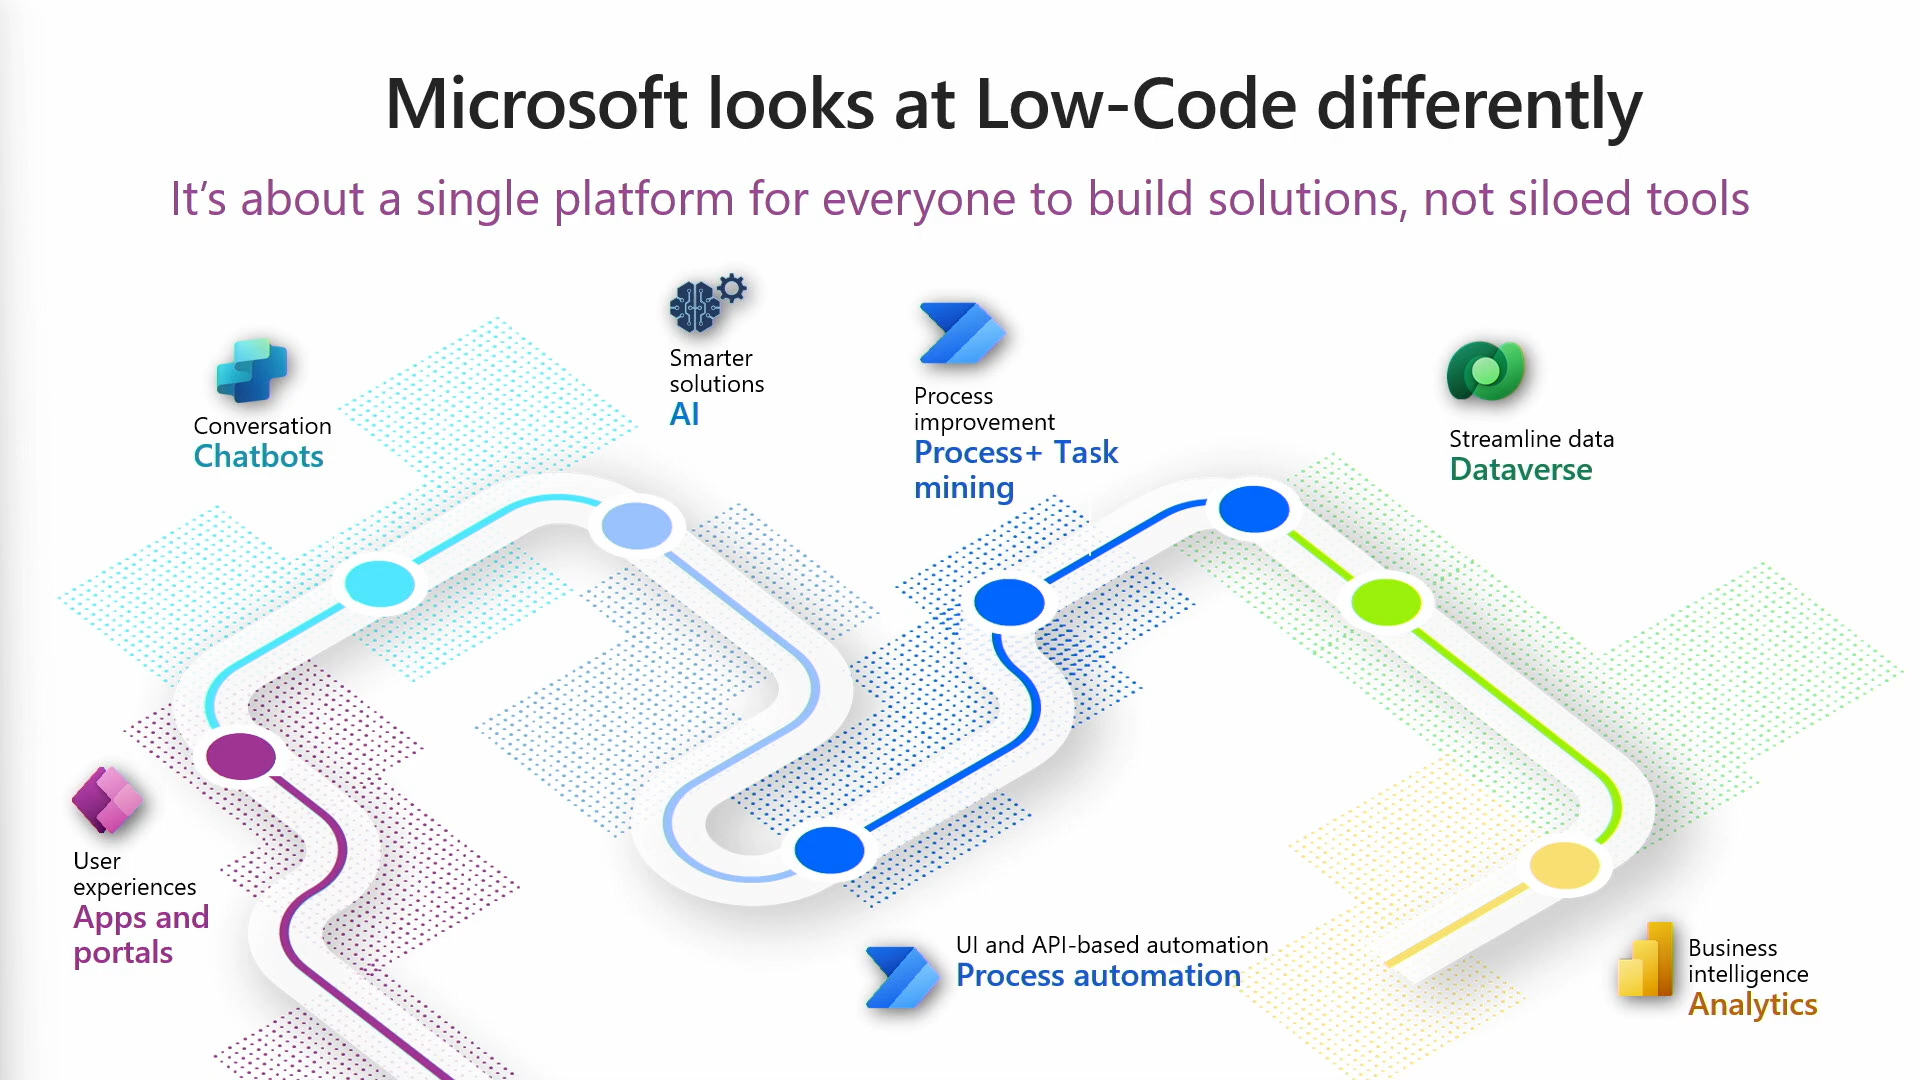 Microsoft looks at Low-Code differently
It's about a single platform for everyone to build solutions, not siloed tools
Conversation
Chatbots
Smarter
solutions
AI
Process
improvement
Process+ Task
mining
Streamline data
Dataverse
User
experiences
Apps and
portals
UI and API-based automation
Process automation
Business
intelligence
Analytics